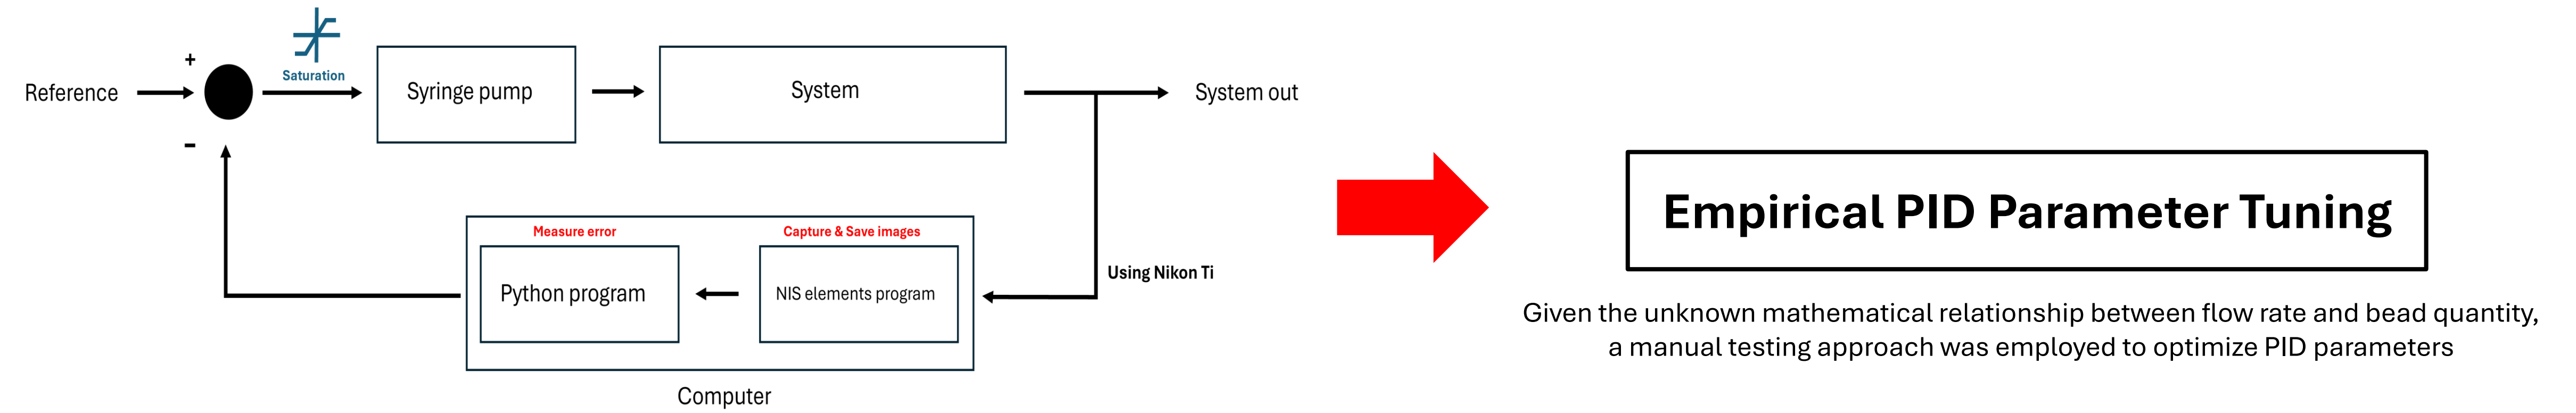 Saturation
+
Reference
Syringe pump
System
System out
-
Measure error
Capture & Save images
Python program
NIS elements program
Using Nikon Ti
Computer
Empirical PID Parameter Tuning
Given the unknown mathematical relationship between flow rate and bead quantity,
a manual testing approach was employed to optimize PID parameters